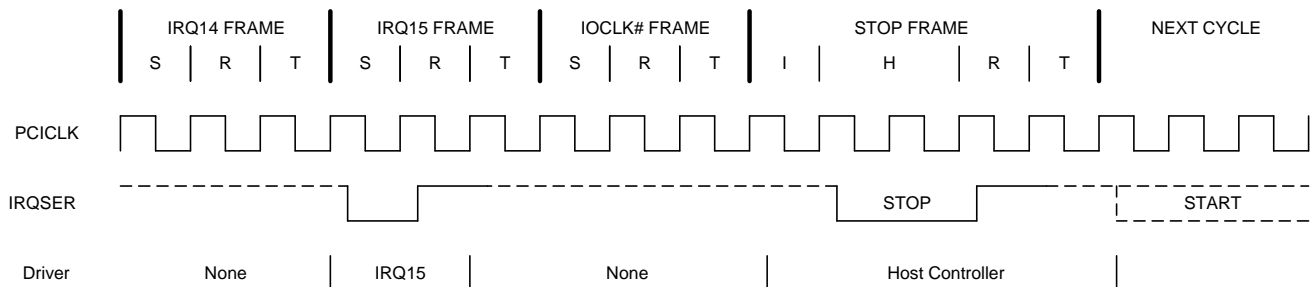 IRQ14 FRAME IRQ15 FRAME IOCLK# FRAME STOP FRAME NEXT CYCLE
S R T S R T S R T I H R T
PCICLK
IRQSER STOP START
Driver None IRQ15 None Host Controller